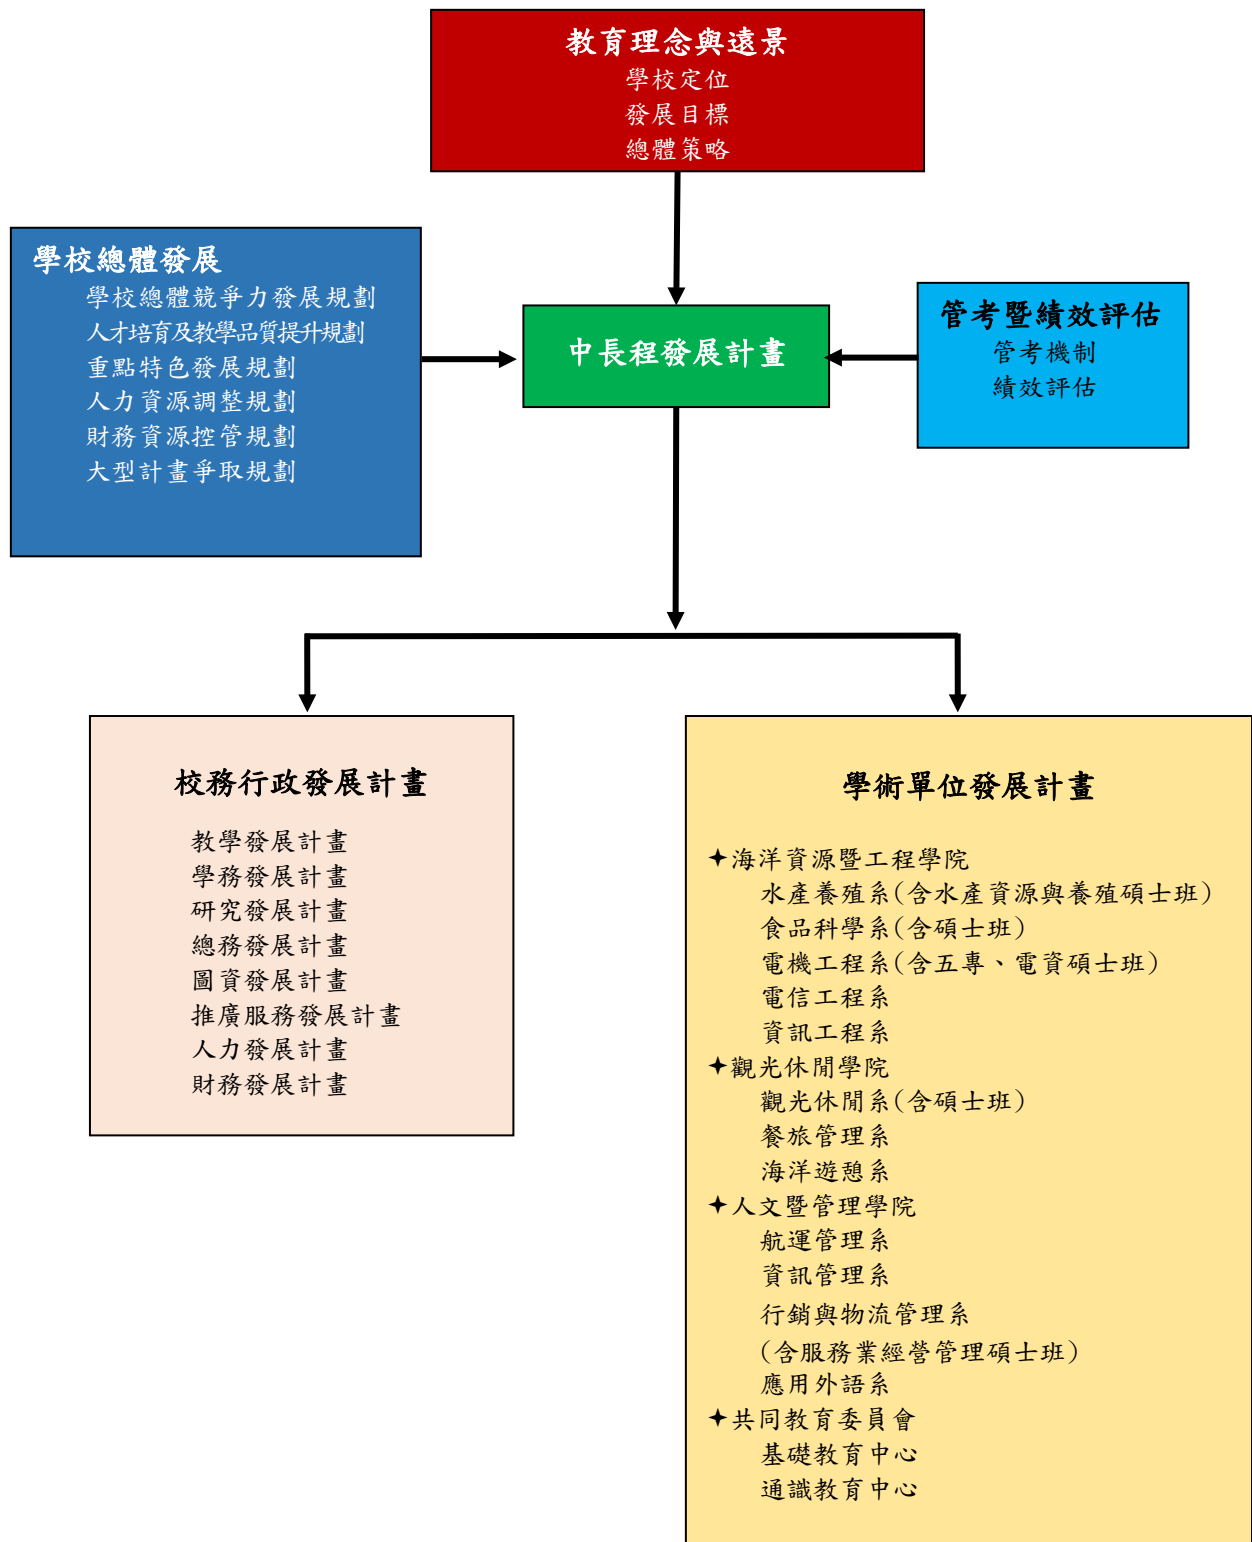 教育理念與遠景
學校定位
發展目標
總體策略
學校總體發展
學校總體競爭力發展規劃
人才培育及教學品質提升規劃
重點特色發展規劃
人力資源調整規劃
財務資源控管規劃
大型計畫爭取規劃
中長程發展計畫
管考暨績效評估
管考機制
績效評估
校務行政發展計畫
教學發展計畫
學務發展計畫
研究發展計畫
總務發展計畫
圖資發展計畫
推廣服務發展計畫
人力發展計畫
財務發展計畫
學術單位發展計畫
✦海洋資源暨工程學院
水產養殖系(含水產資源與養殖碩士班)
食品科學系(含碩士班)
電機工程系(含五專、電資碩士班)
電信工程系
資訊工程系
✦觀光休閒學院
觀光休閒系(含碩士班)
餐旅管理系
海洋遊憩系
✦人文暨管理學院
航運管理系
資訊管理系
行銷與物流管理系
(含服務業經營管理碩士班)
應用外語系
✦共同教育委員會
基礎教育中心
通識教育中心